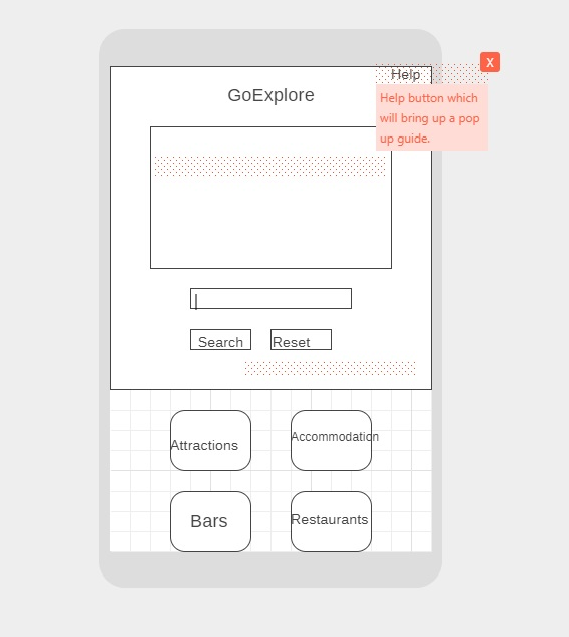 X
Help
GoExplore
Help button which
will bring up a pop
up guide.
Search Reset
Attractions Accommodation
Bars Restaurants